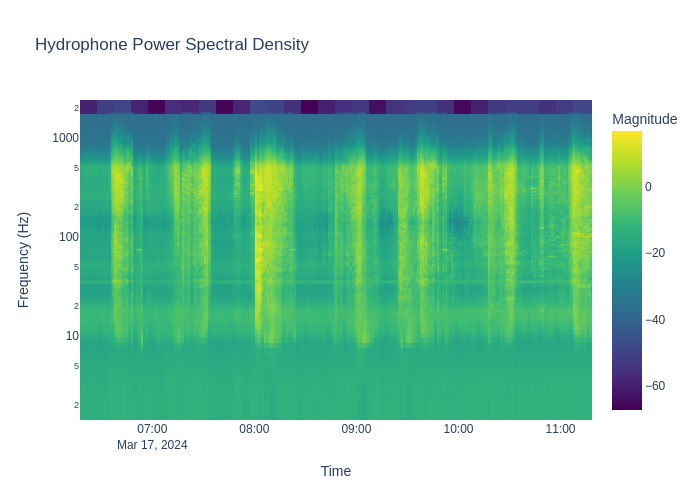 Hydrophone Power Spectral Density
Magnitude
2
1000
5
2
100
5
2
10
5
2
0
−20
−40
−60
Frequency (Hz)
07:00 08:00 09:00 10:00 11:00
Mar 17, 2024
Time